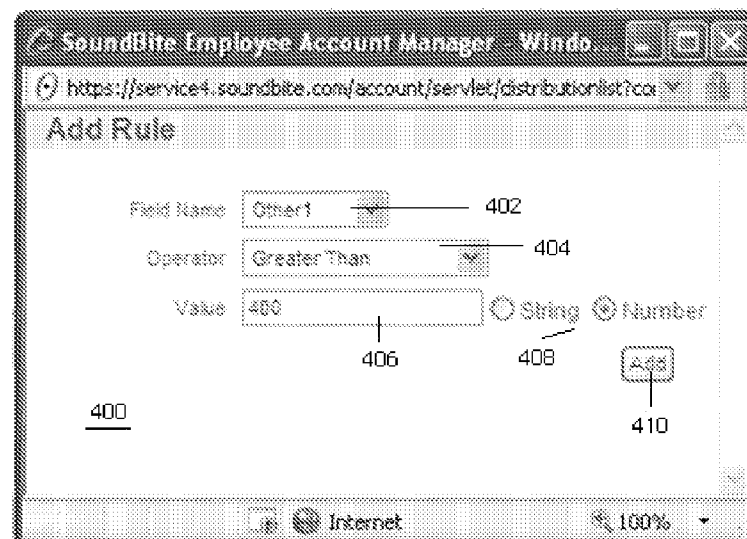 SoundBite Employee Account Manager - Windo...
https://service4.soundbite.com/account/servlet/distributionlist?cor
Add Rule
Field Name Other1 402
Operator Greater Than 404
Value 400 String Number
406 408 Add
400 410
Internet 100%